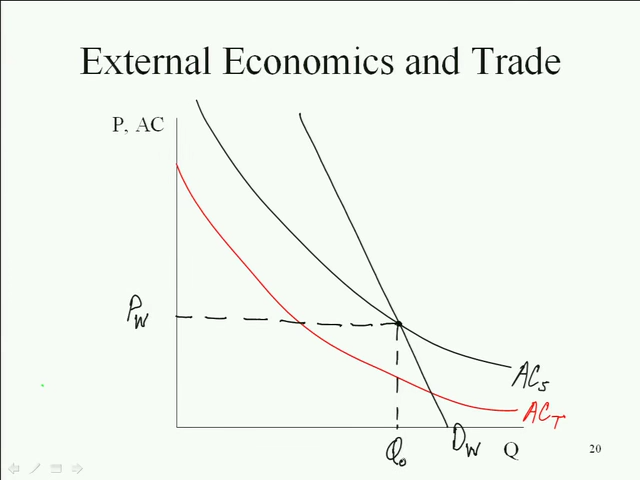 External Economics and Trade
P, AC
P_W
AC_S
AC_T
Q_0
D_W
Q
20